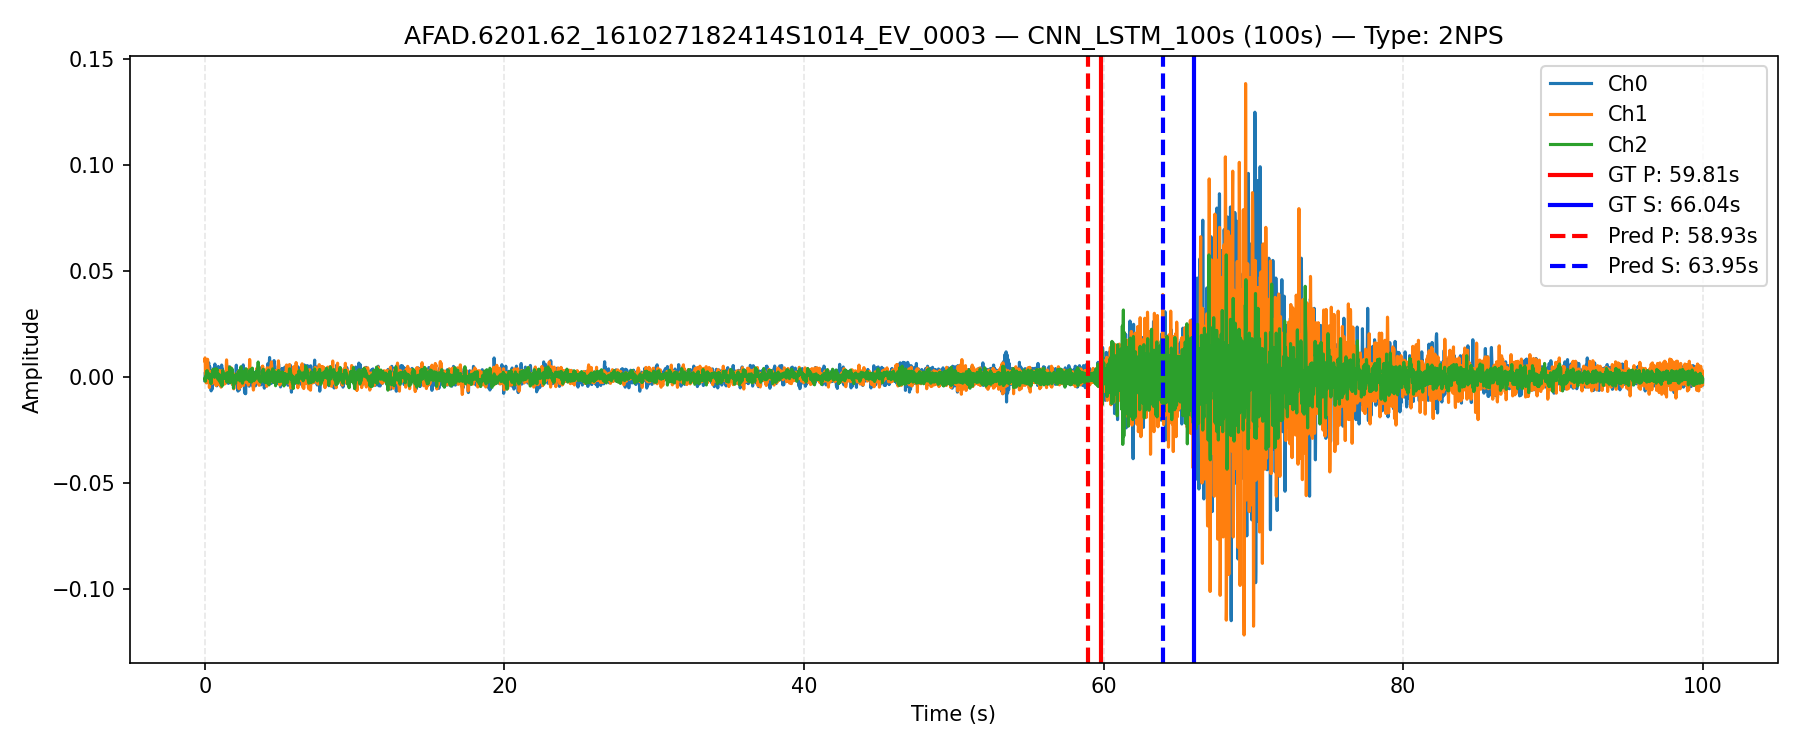 AFAD.6201.62_161027182414S1014_EV_0003 — CNN_LSTM_100s (100s) — Type: 2NPS
0.15
0.10
0.05
0.00
−0.05
−0.10
Amplitude
0 20 40 60 80 100
Time (s)
Ch0
Ch1
Ch2
GT P: 59.81s
GT S: 66.04s
Pred P: 58.93s
Pred S: 63.95s